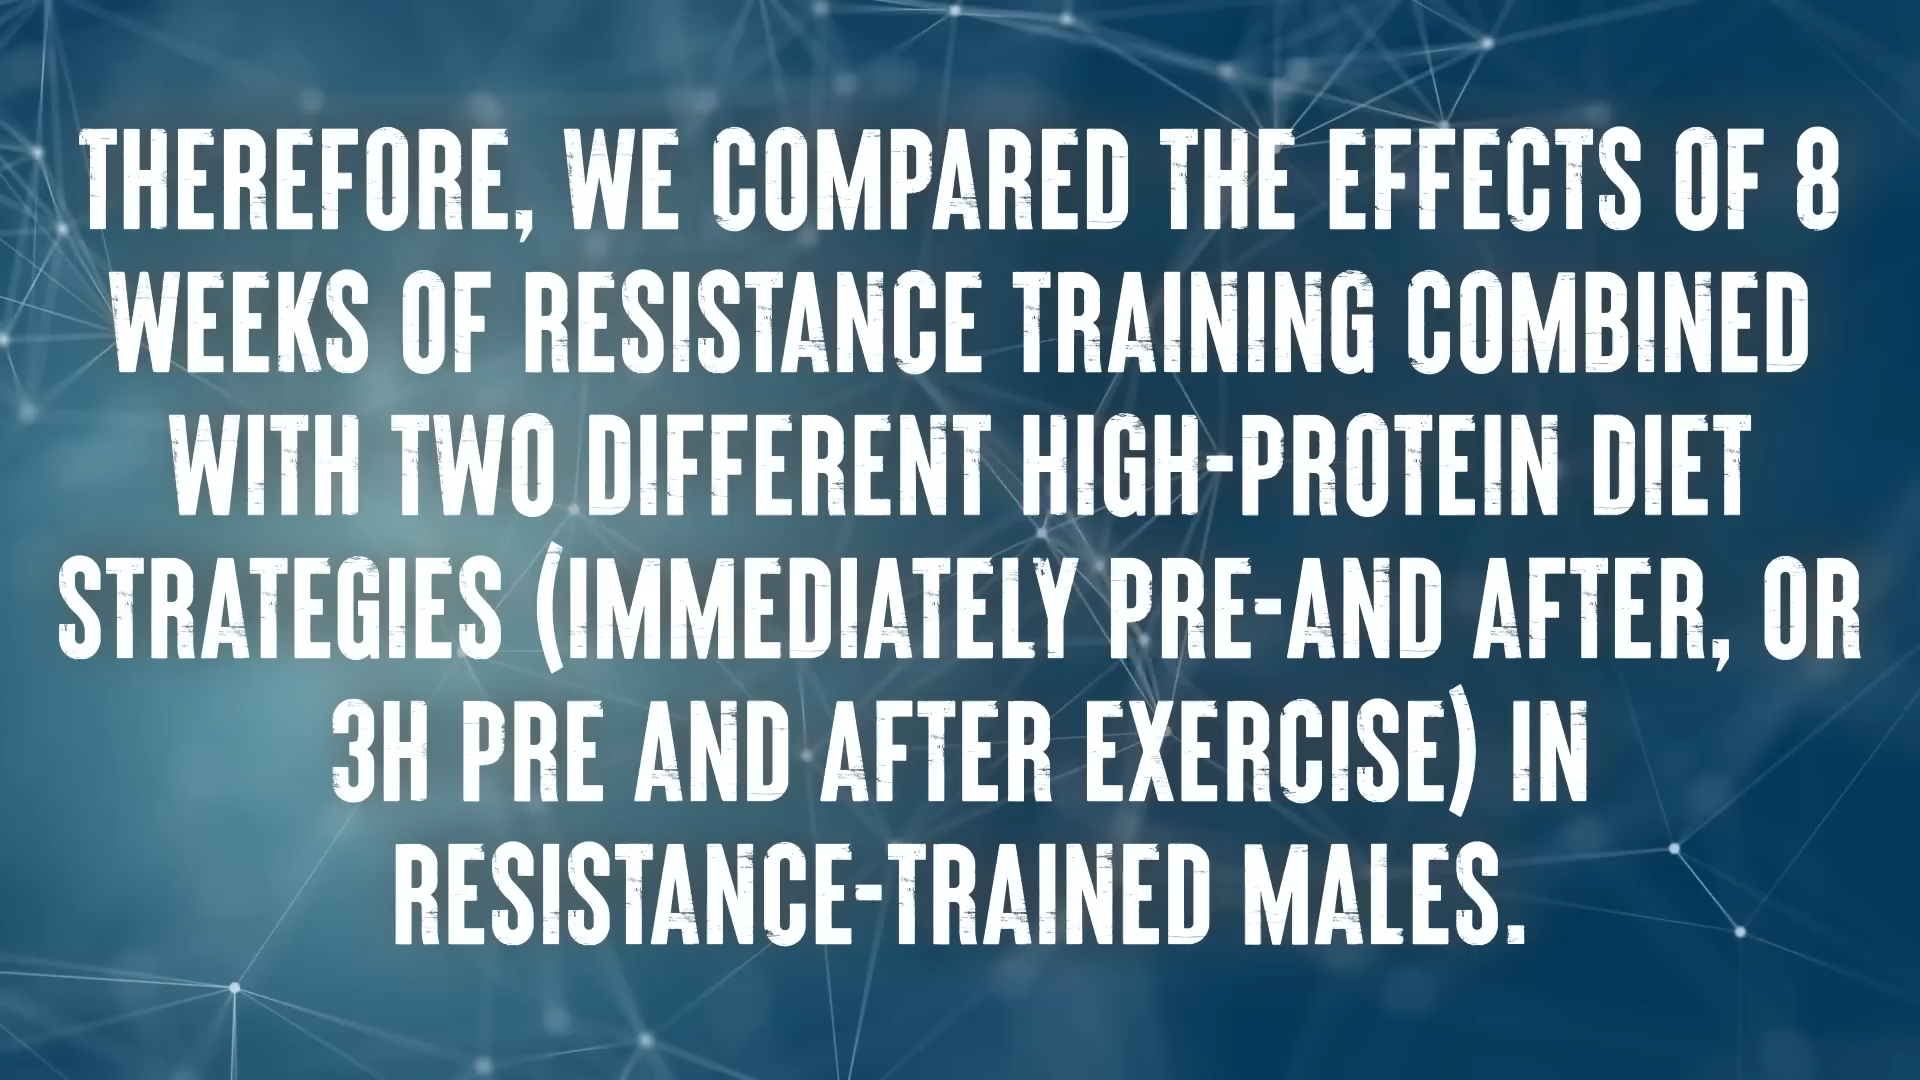 THEREFORE, WE COMPARED THE EFFECTS OF 8
WEEKS OF RESISTANCE TRAINING COMBINED
WITH TWO DIFFERENT HIGH-PROTEIN DIET
STRATEGIES (IMMEDIATELY PRE-AND AFTER, OR
3H PRE AND AFTER EXERCISE) IN
RESISTANCE-TRAINED MALES.